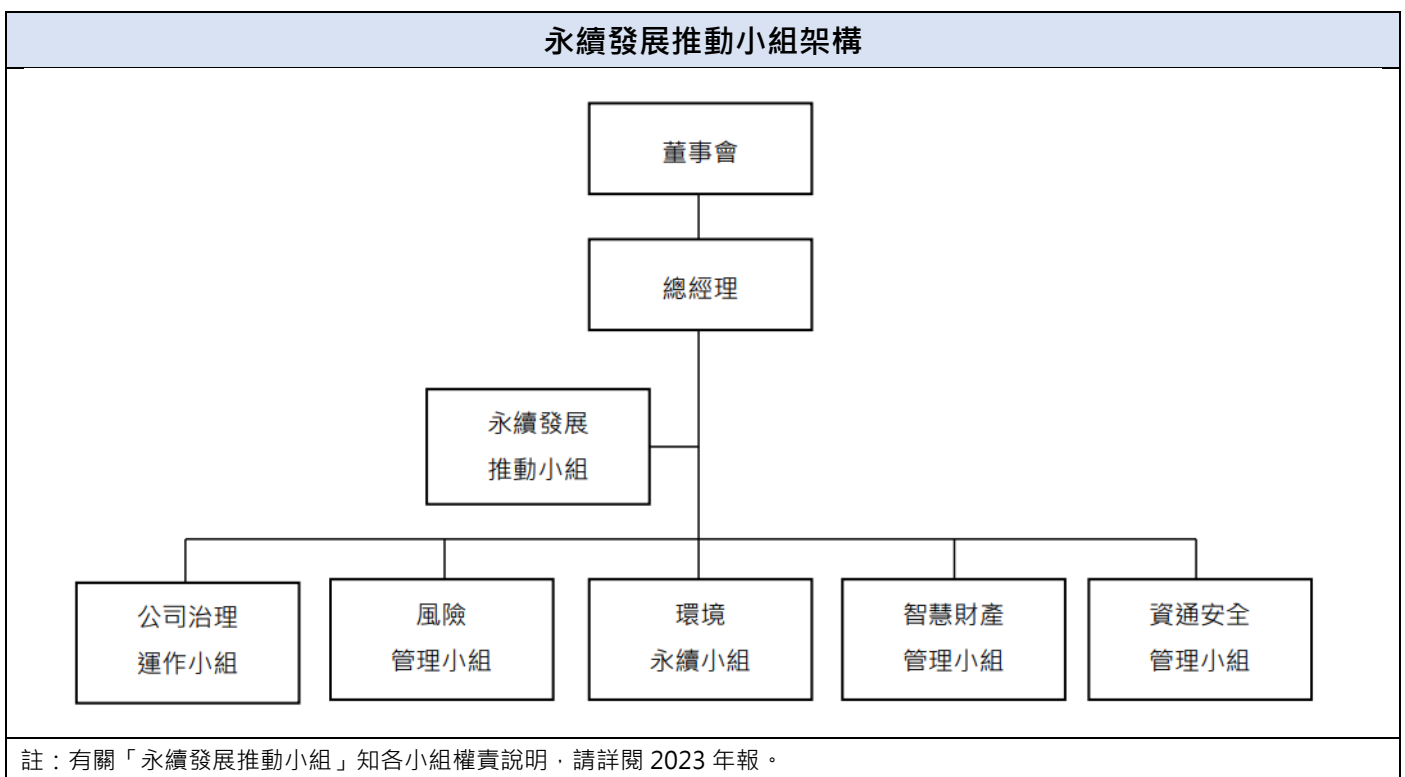 永續發展推動小組架構
董事會
總經理
永續發展
推動小組
公司治理
運作小組
風險
管理小組
環境
永續小組
智慧財產
管理小組
資通安全
管理小組
註：有關「永續發展推動小組」知各小組權責說明，請詳閱 2023 年報。